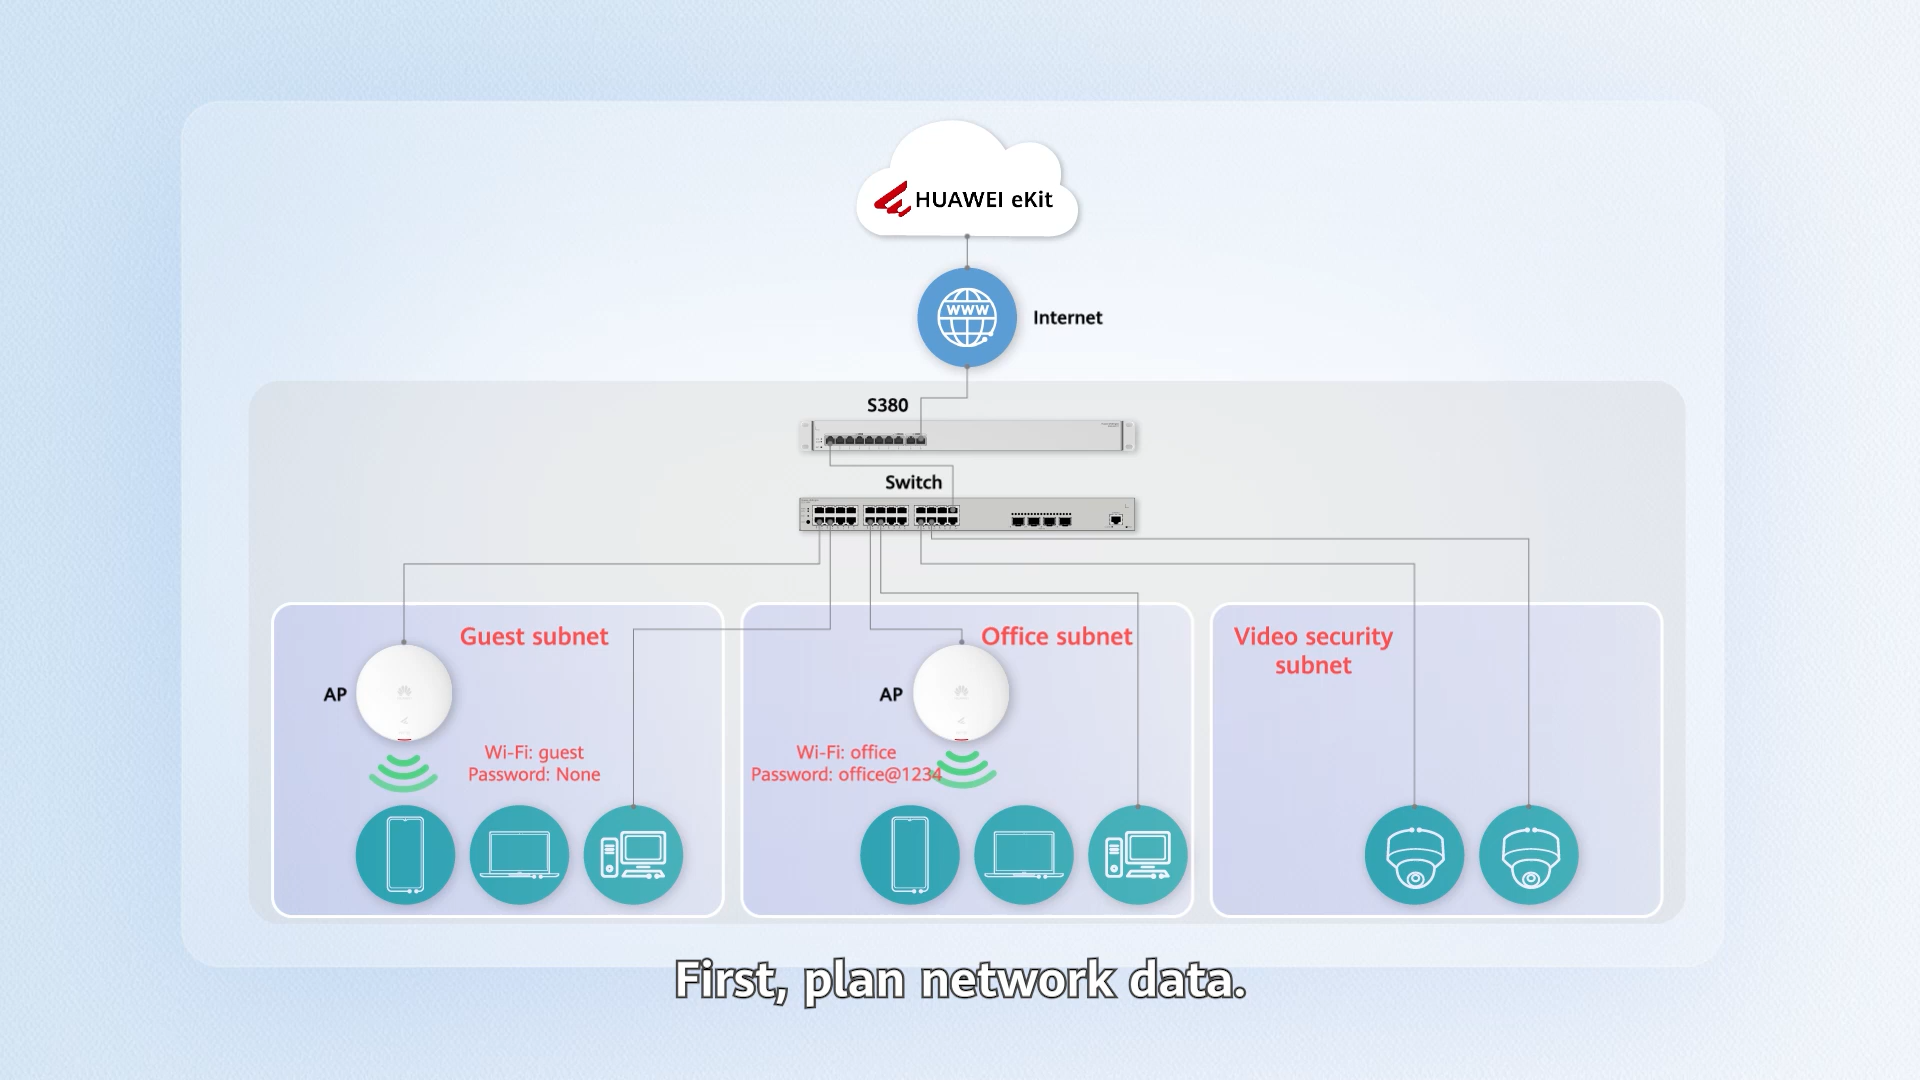 HUAWEI eKit
WWW
Internet
S380
Switch
Guest subnet
AP
Wi-Fi: guest
Password: None
Office subnet
AP
Wi-Fi: office
Password: office@1234
Video security
subnet
First, plan network data.